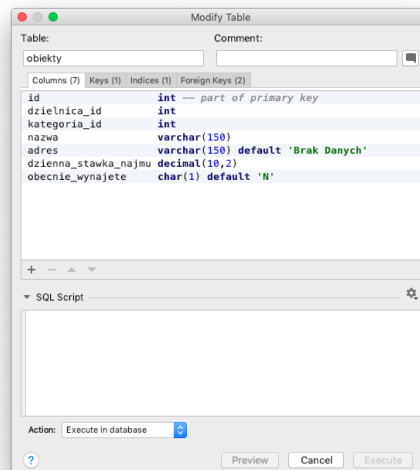 Modify Table
Table:
Comment:
obiekty
Columns (7) Keys (1) Indices (1) Foreign Keys (2)
id int -- part of primary key
dzielnica_id int
kategoria_id int
nazwa varchar(150)
adres varchar(150) default 'Brak Danych'
dzienna_stawka_najmu decimal(10,2)
obecnie_wynajete char(1) default 'N'
SQL Script
Action: Execute in database
? Preview Cancel Execute